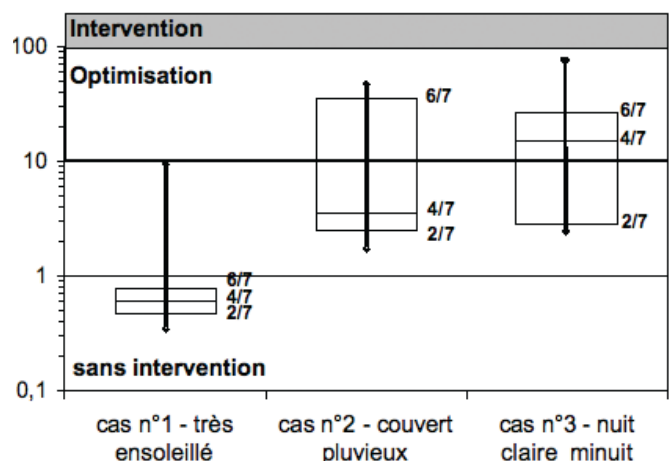 Intervention
100
Optimisation
6/7
6/7
4/7
10
4/7
2/7
2/7
1
6/7
4/7
2/7
sans intervention
0,1
cas n°1 - très
ensoleillé
cas n°2 - couvert
pluvieux
cas n°3 - nuit
claire minuit